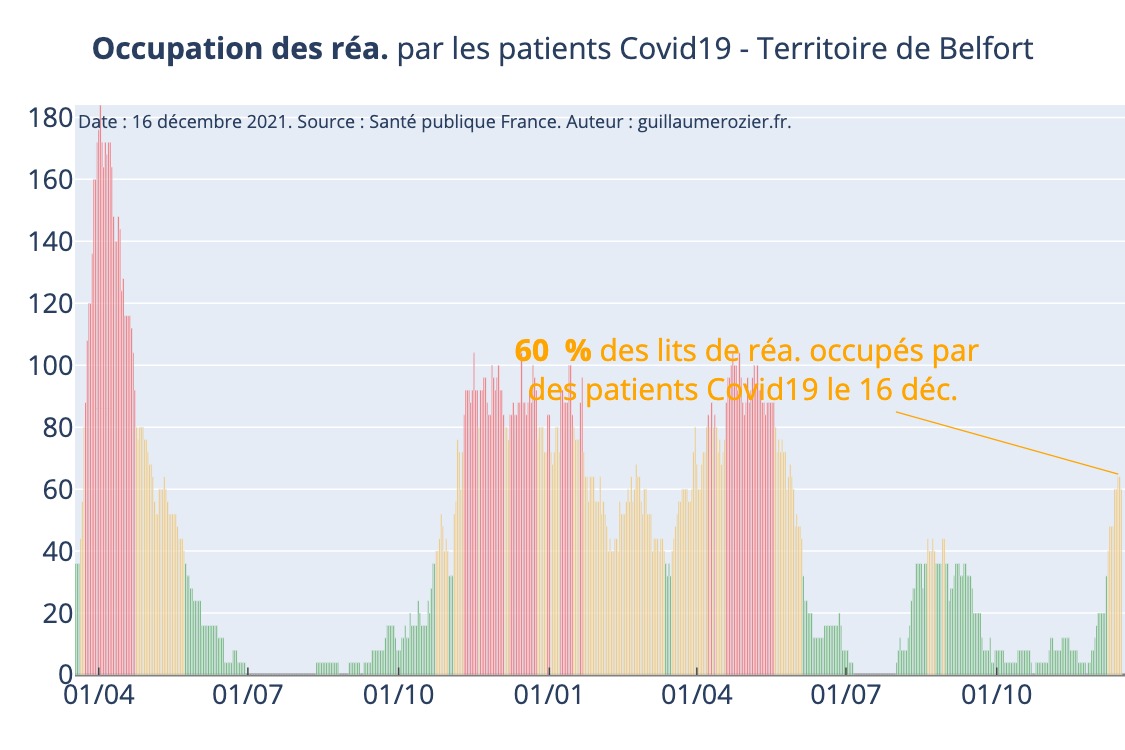 Occupation des réa. par les patients Covid19 - Territoire de Belfort
180
Date : 16 décembre 2021. Source : Santé publique France. Auteur : guillaumerozier.fr.
160
140
120
100
60 % des lits de réa. occupés par
des patients Covid19 le 16 déc.
80
60
40
20
0
01/04 01/07 01/10 01/01 01/04 01/07 01/10